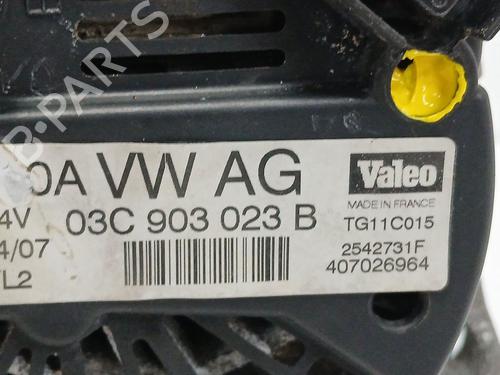 B-PARTS
0A VW AG
4V 03C 903 023 B
4/07
L2
Valeo
MADE IN FRANCE
TG11C015
2542731F
407026964